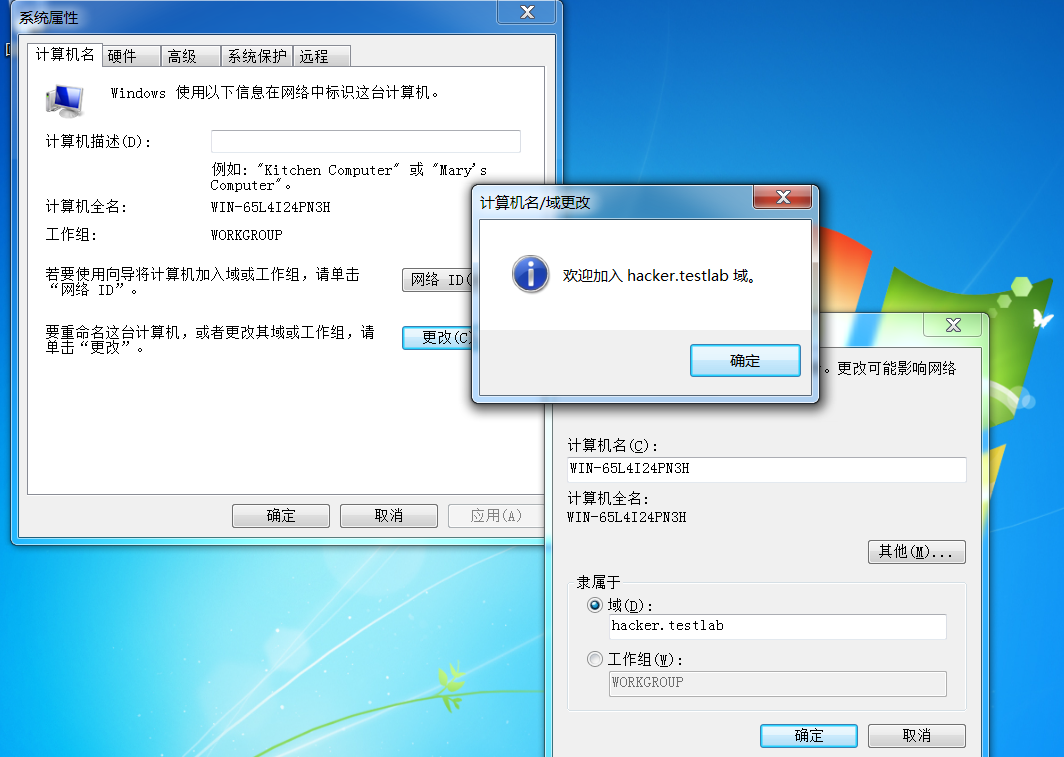 系统属性
计算机名 硬件 高级 系统保护 远程
Windows 使用以下信息在网络中标识这台计算机。
计算机描述(D):
例如: "Kitchen Computer" 或 "Mary's
Computer"。
计算机全名:
WIN-65L4I24PN3H
工作组:
WORKGROUP
若要使用向导将计算机加入域或工作组，请单击
“网络 ID”。
网络 ID(
要重命名这台计算机，或者更改其域或工作组，请
单击“更改”。
更改(C)
确定 取消 应用(A)
计算机名/域更改
欢迎加入 hacker.testlab 域。
确定
。更改可能影响网络
计算机名(C):
WIN-65L4I24PN3H
计算机全名:
WIN-65L4I24PN3H
其他(M)...
隶属于
域(D):
hacker.testlab
工作组(W):
WORKGROUP
确定 取消